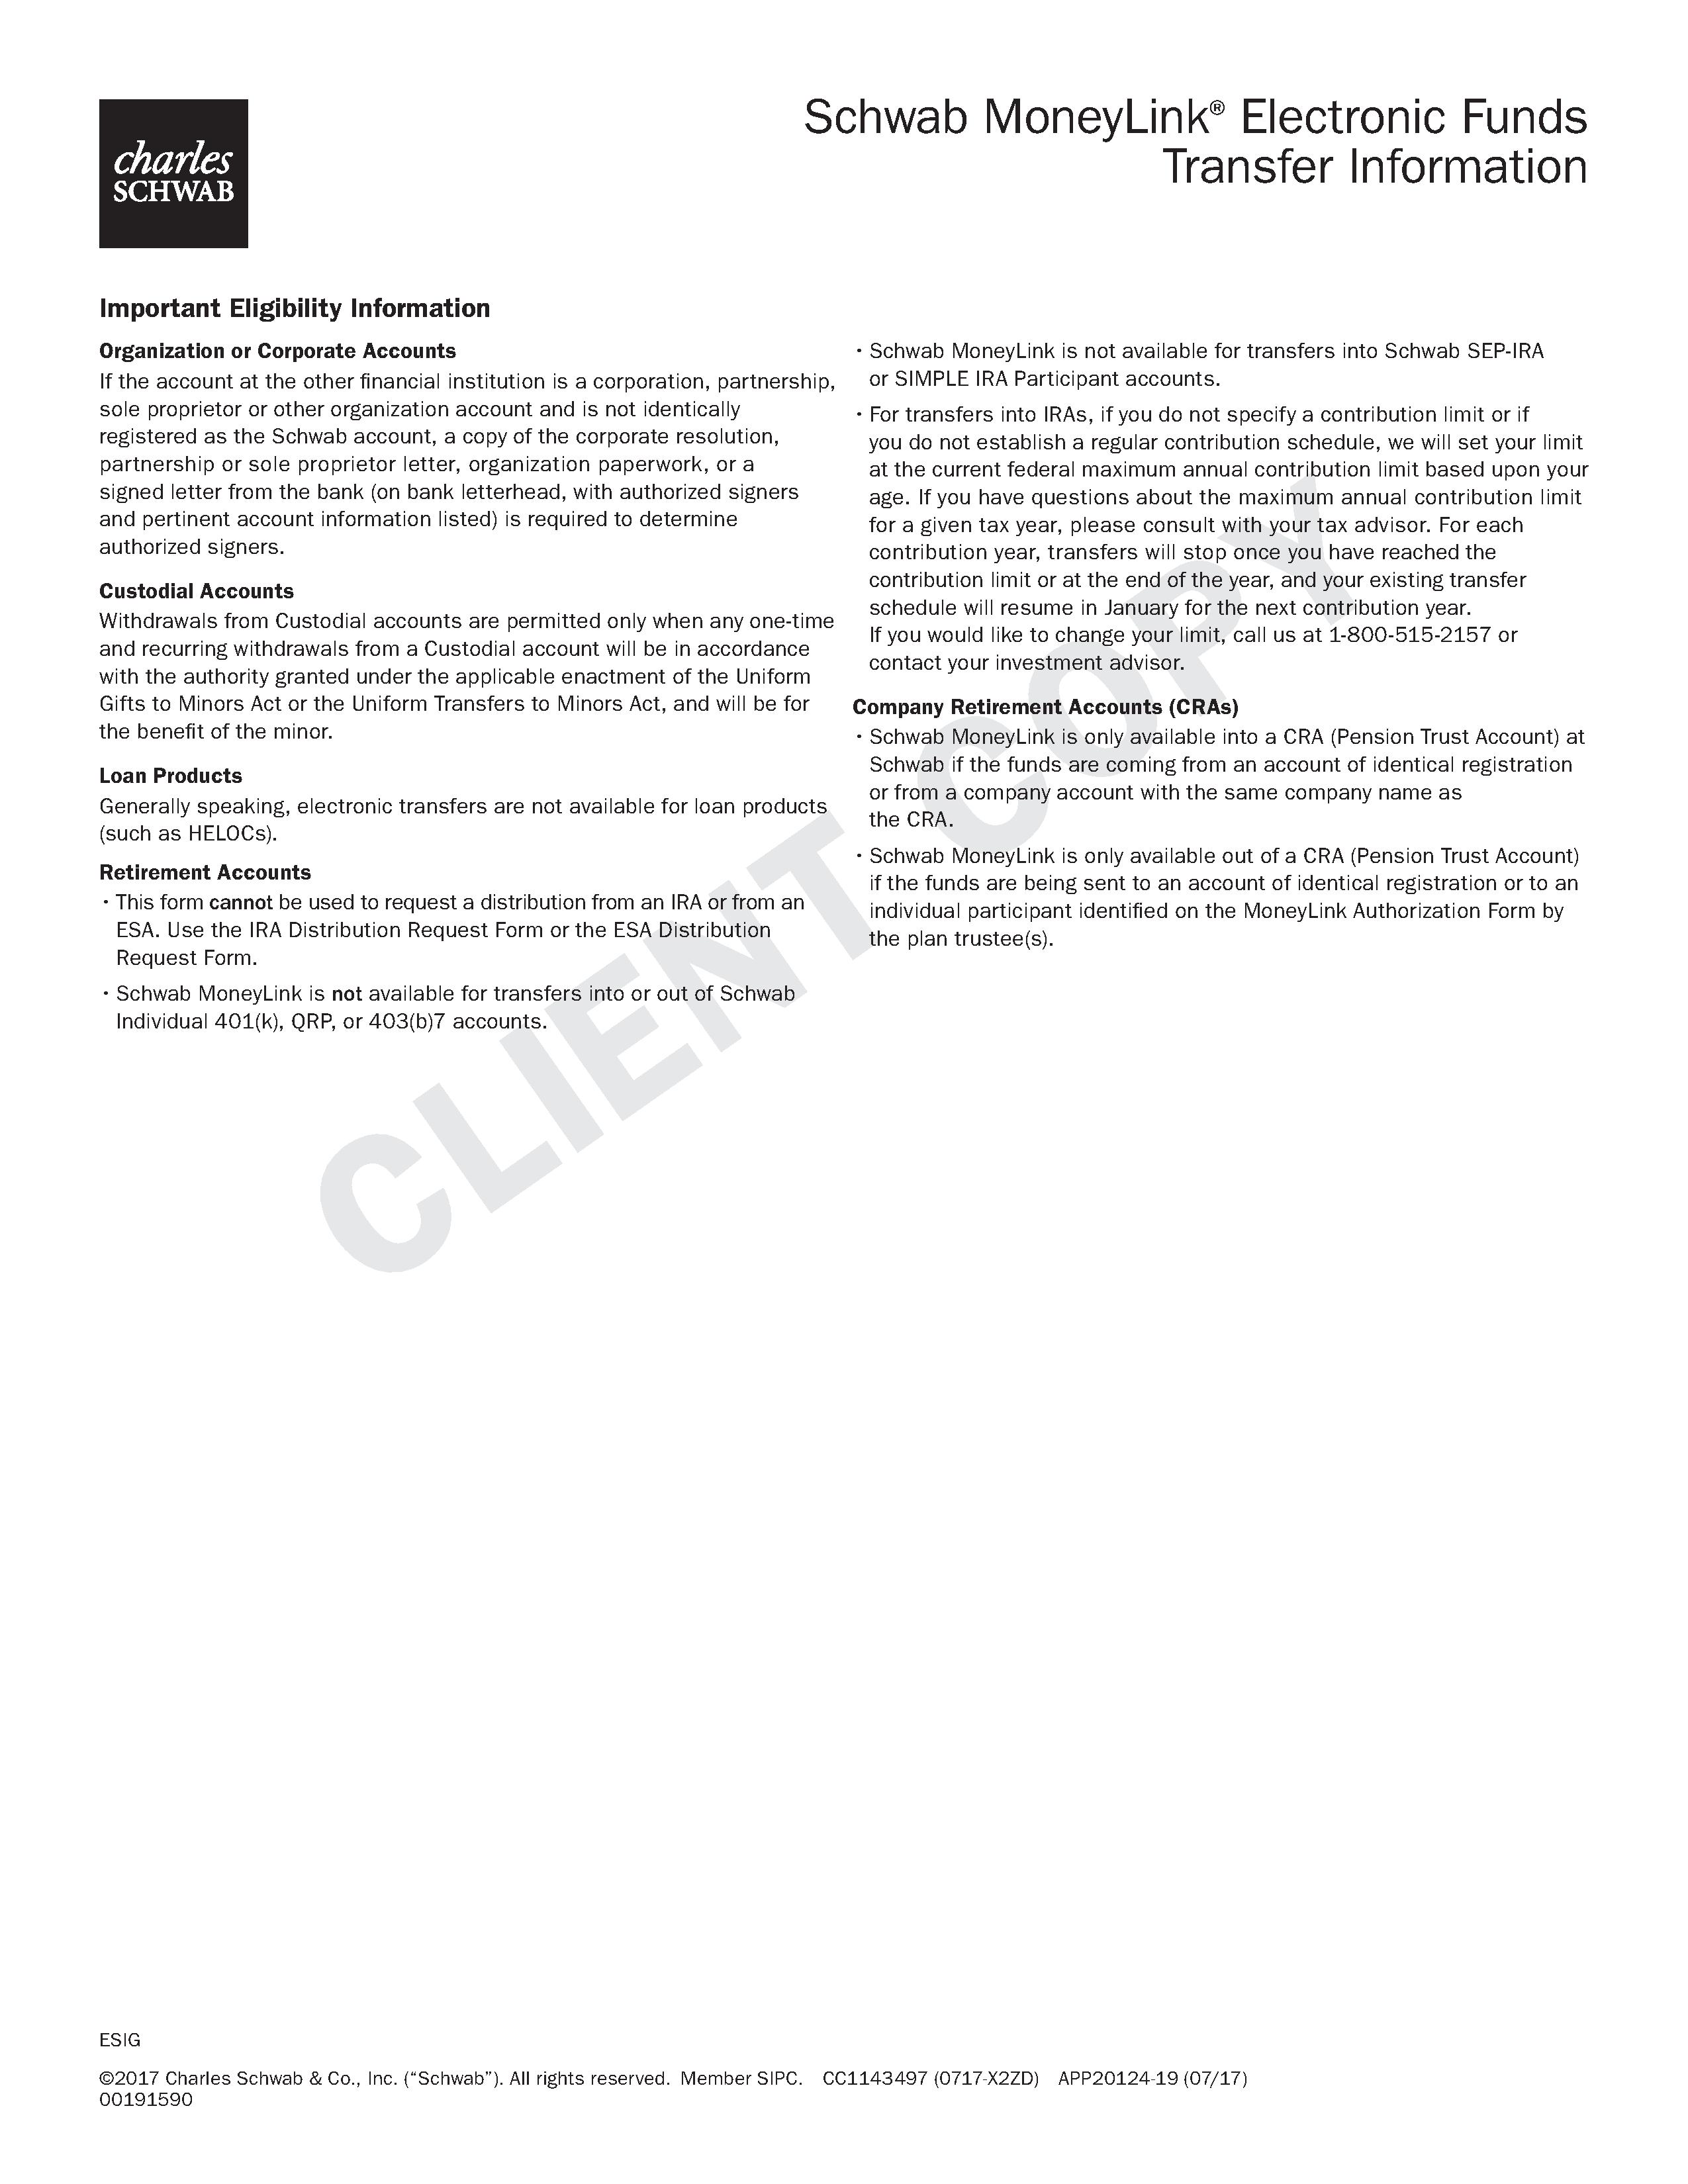 charles
SCHWAB
Schwab MoneyLink® Electronic Funds
Transfer Information
Important Eligibility Information
Organization or Corporate Accounts
If the account at the other financial institution is a corporation, partnership,
sole proprietor or other organization account and is not identically
registered as the Schwab account, a copy of the corporate resolution,
partnership or sole proprietor letter, organization paperwork, or a
signed letter from the bank (on bank letterhead, with authorized signers
and pertinent account information listed) is required to determine
authorized signers.
Custodial Accounts
Withdrawals from Custodial accounts are permitted only when any one-time
and recurring withdrawals from a Custodial account will be in accordance
with the authority granted under the applicable enactment of the Uniform
Gifts to Minors Act or the Uniform Transfers to Minors Act, and will be for
the benefit of the minor.
Loan Products
Generally speaking, electronic transfers are not available for loan products
(such as HELOCs).
Retirement Accounts
· This form cannot be used to request a distribution from an IRA or from an
ESA. Use the IRA Distribution Request Form or the ESA Distribution
Request Form.
· Schwab MoneyLink is not available for transfers into or out of Schwab
Individual 401(k), QRP, or 403(b)7 accounts.
· Schwab MoneyLink is not available for transfers into Schwab SEP-IRA
or SIMPLE IRA Participant accounts.
· For transfers into IRAs, if you do not specify a contribution limit or if
you do not establish a regular contribution schedule, we will set your limit
at the current federal maximum annual contribution limit based upon your
age. If you have questions about the maximum annual contribution limit
for a given tax year, please consult with your tax advisor. For each
contribution year, transfers will stop once you have reached the
contribution limit or at the end of the year, and your existing transfer
schedule will resume in January for the next contribution year.
If you would like to change your limit, call us at 1-800-515-2157 or
contact your investment advisor.
Company Retirement Accounts (CRAs)
· Schwab MoneyLink is only available into a CRA (Pension Trust Account) at
Schwab if the funds are coming from an account of identical registration
or from a company account with the same company name as
the CRA.
· Schwab MoneyLink is only available out of a CRA (Pension Trust Account)
if the funds are being sent to an account of identical registration or to an
individual participant identified on the MoneyLink Authorization Form by
the plan trustee(s).
CLIENT COPY
ESIG
©2017 Charles Schwab & Co., Inc. (“Schwab”). All rights reserved. Member SIPC. CC1143497 (0717-X2ZD) APP20124-19 (07/17)
00191590